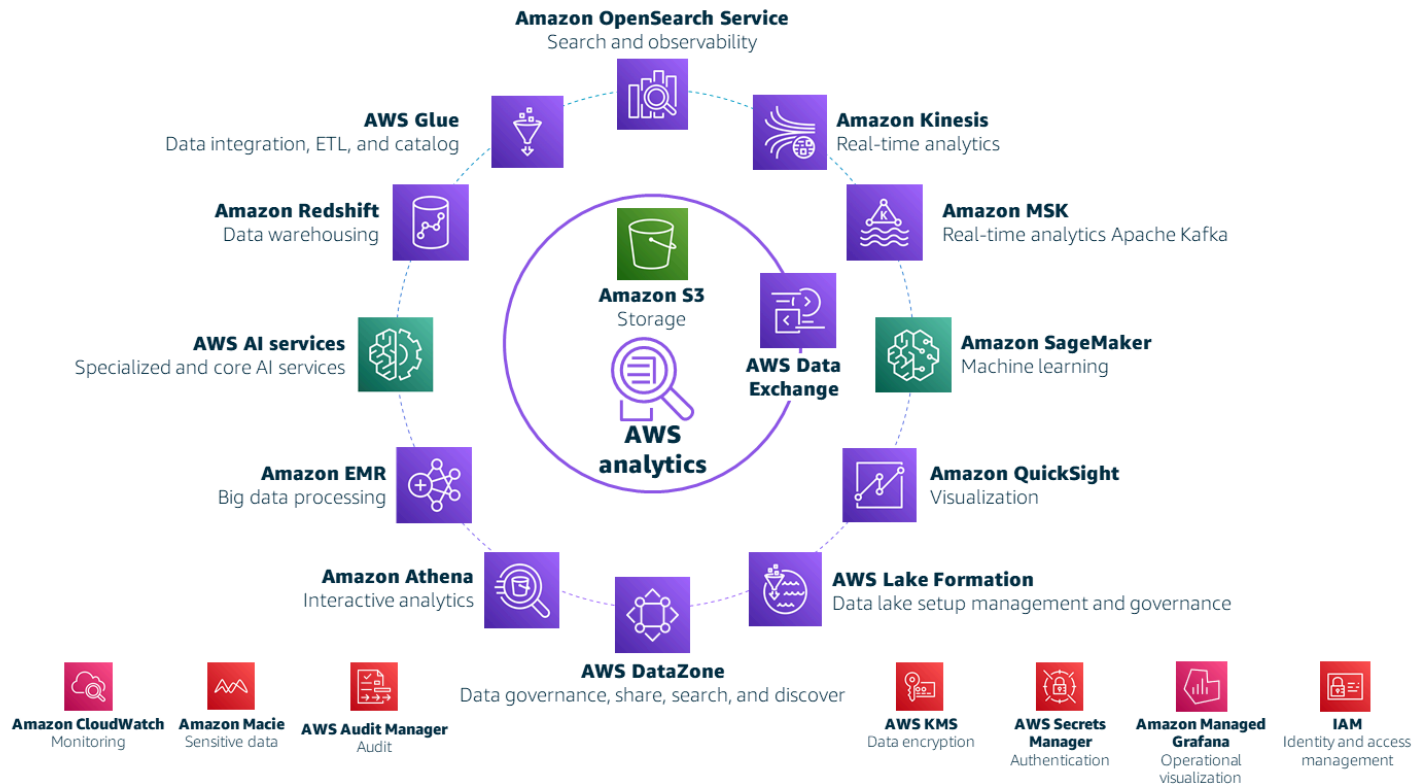 Amazon OpenSearch Service
Search and observability
AWS Glue
Data integration, ETL, and catalog
Amazon Kinesis
Real-time analytics
Amazon Redshift
Data warehousing
Amazon MSK
Real-time analytics Apache Kafka
K
Amazon S3
Storage
AWS Data
Exchange
AWS
analytics
AWS AI services
Specialized and core AI services
Amazon SageMaker
Machine learning
Amazon EMR
Big data processing
Amazon QuickSight
Visualization
Amazon Athena
Interactive analytics
AWS Lake Formation
Data lake setup management and governance
AWS DataZone
Data governance, share, search, and discover
Amazon CloudWatch
Monitoring
Amazon Macie
Sensitive data
AWS Audit Manager
Audit
AWS KMS
Data encryption
AWS Secrets
Manager
Authentication
Amazon Managed
Grafana
Operational
visualization
IAM
Identity and access
management